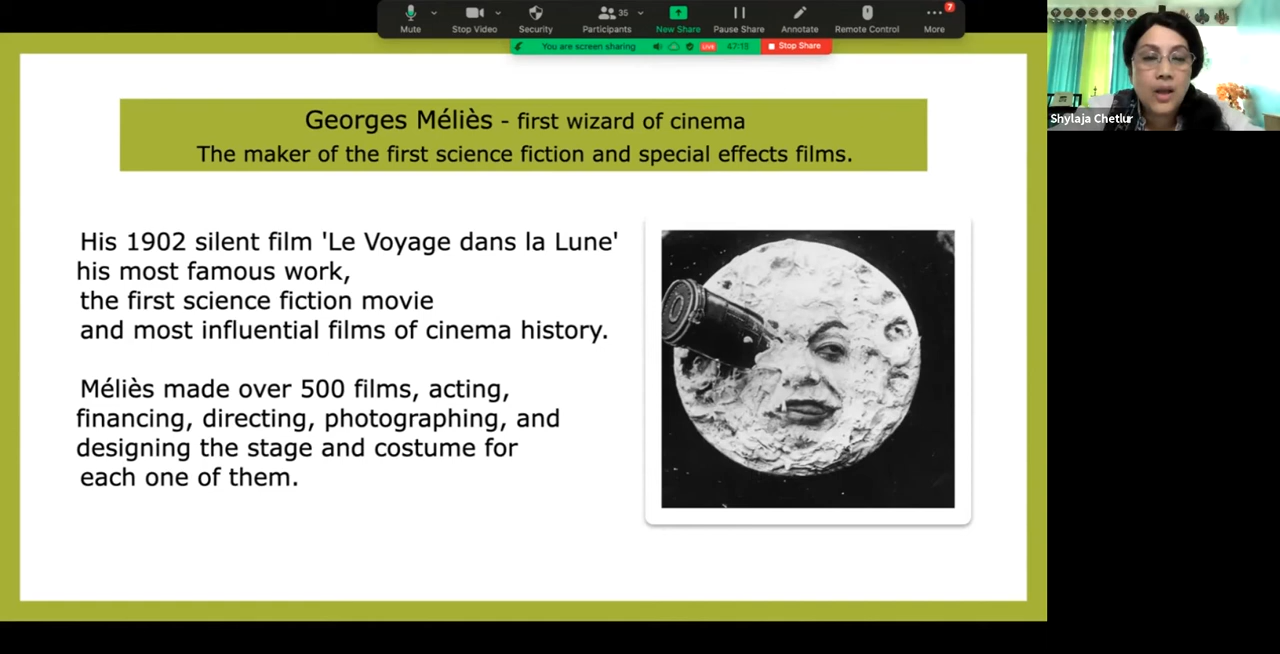 Mute
Stop Video
Security
35
Participants
New Share
Pause Share
Annotate
Remote Control
7
More
You are screen sharing
LIVE
47:15
Stop Share
Shylaja Chetlur
Georges Méliès - first wizard of cinema
The maker of the first science fiction and special effects films.
His 1902 silent film 'Le Voyage dans la Lune'
his most famous work,
the first science fiction movie
and most influential films of cinema history.
Méliès made over 500 films, acting,
financing, directing, photographing, and
designing the stage and costume for
each one of them.